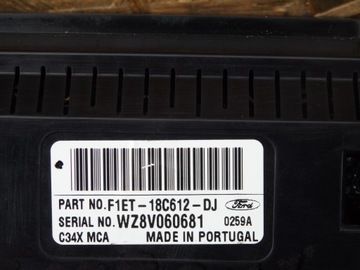 PART NO. F1ET-18C612-DJ Ford
SERIAL NO. WZ8V060681 0259A
C34X MCA MADE IN PORTUGAL